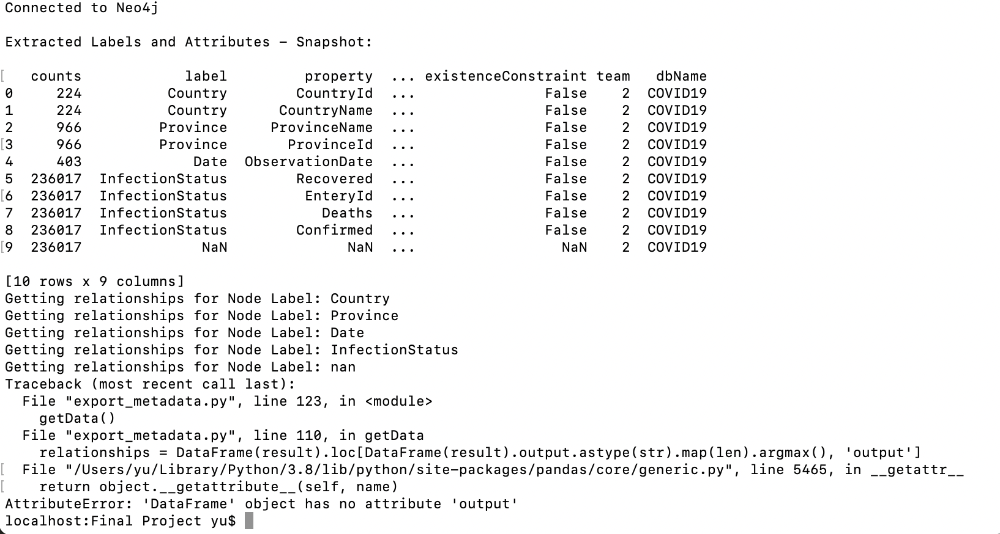 Connected to Neo4j
Extracted Labels and Attributes - Snapshot:
[   counts            label         property  ... existenceConstraint team   dbName
0     224          Country        CountryId  ...               False    2  COVID19
1     224          Country      CountryName  ...               False    2  COVID19
2     966         Province     ProvinceName  ...               False    2  COVID19
[3     966         Province       ProvinceId  ...               False    2  COVID19
4     403             Date  ObservationDate  ...               False    2  COVID19
5  236017  InfectionStatus        Recovered  ...               False    2  COVID19
[6  236017  InfectionStatus         EnteryId  ...               False    2  COVID19
7  236017  InfectionStatus           Deaths  ...               False    2  COVID19
8  236017  InfectionStatus        Confirmed  ...               False    2  COVID19
[9  236017              NaN              NaN  ...                 NaN    2  COVID19
[10 rows x 9 columns]
Getting relationships for Node Label: Country
Getting relationships for Node Label: Province
Getting relationships for Node Label: Date
Getting relationships for Node Label: InfectionStatus
Getting relationships for Node Label: nan
Traceback (most recent call last):
  File "export_metadata.py", line 123, in <module>
    getData()
  File "export_metadata.py", line 110, in getData
    relationships = DataFrame(result).loc[DataFrame(result).output.astype(str).map(len).argmax(), 'output']
[  File "/Users/yu/Library/Python/3.8/lib/python/site-packages/pandas/core/generic.py", line 5465, in __getattr__
[    return object.__getattribute__(self, name)
AttributeError: 'DataFrame' object has no attribute 'output'
localhost:Final Project yu$